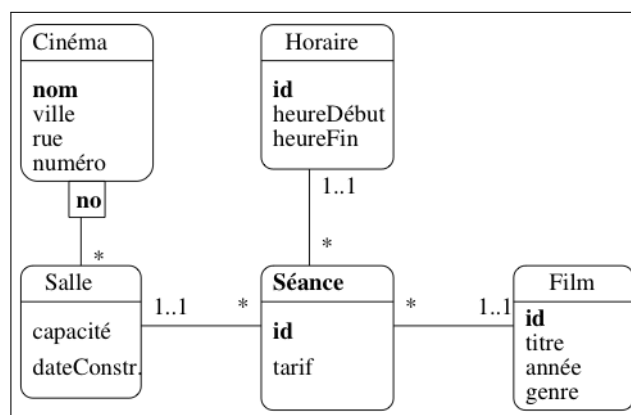 Cinéma
nom
ville
rue
numéro
no
*
Horaire
id
heureDébut
heureFin
1..1
*
Salle
capacité
dateConstr.
1..1
*
Séance
id
tarif
*
1..1
Film
id
titre
année
genre